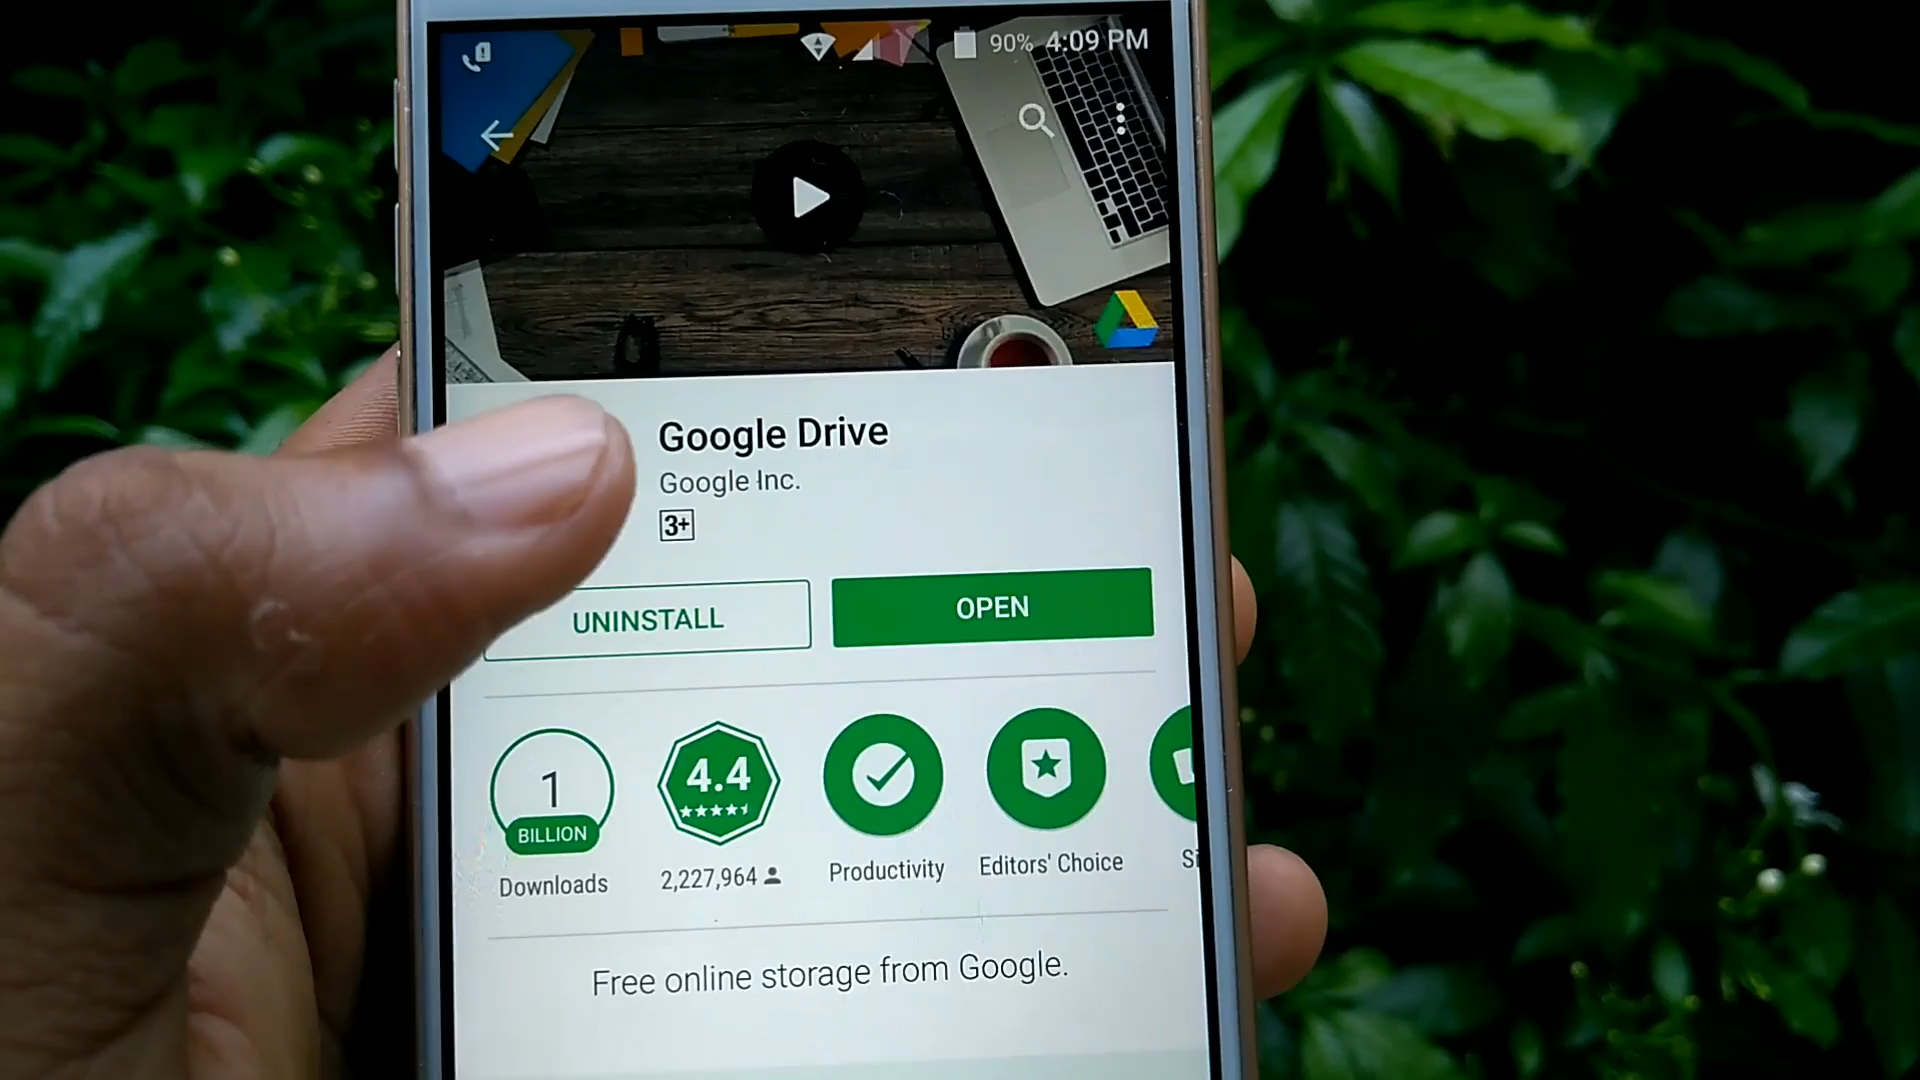 90% 4:09 PM
Google Drive
Google Inc.
3+
UNINSTALL
OPEN
1
BILLION
Downloads
4.4
2,227,964
Productivity
Editors' Choice
Si
Free online storage from Google.